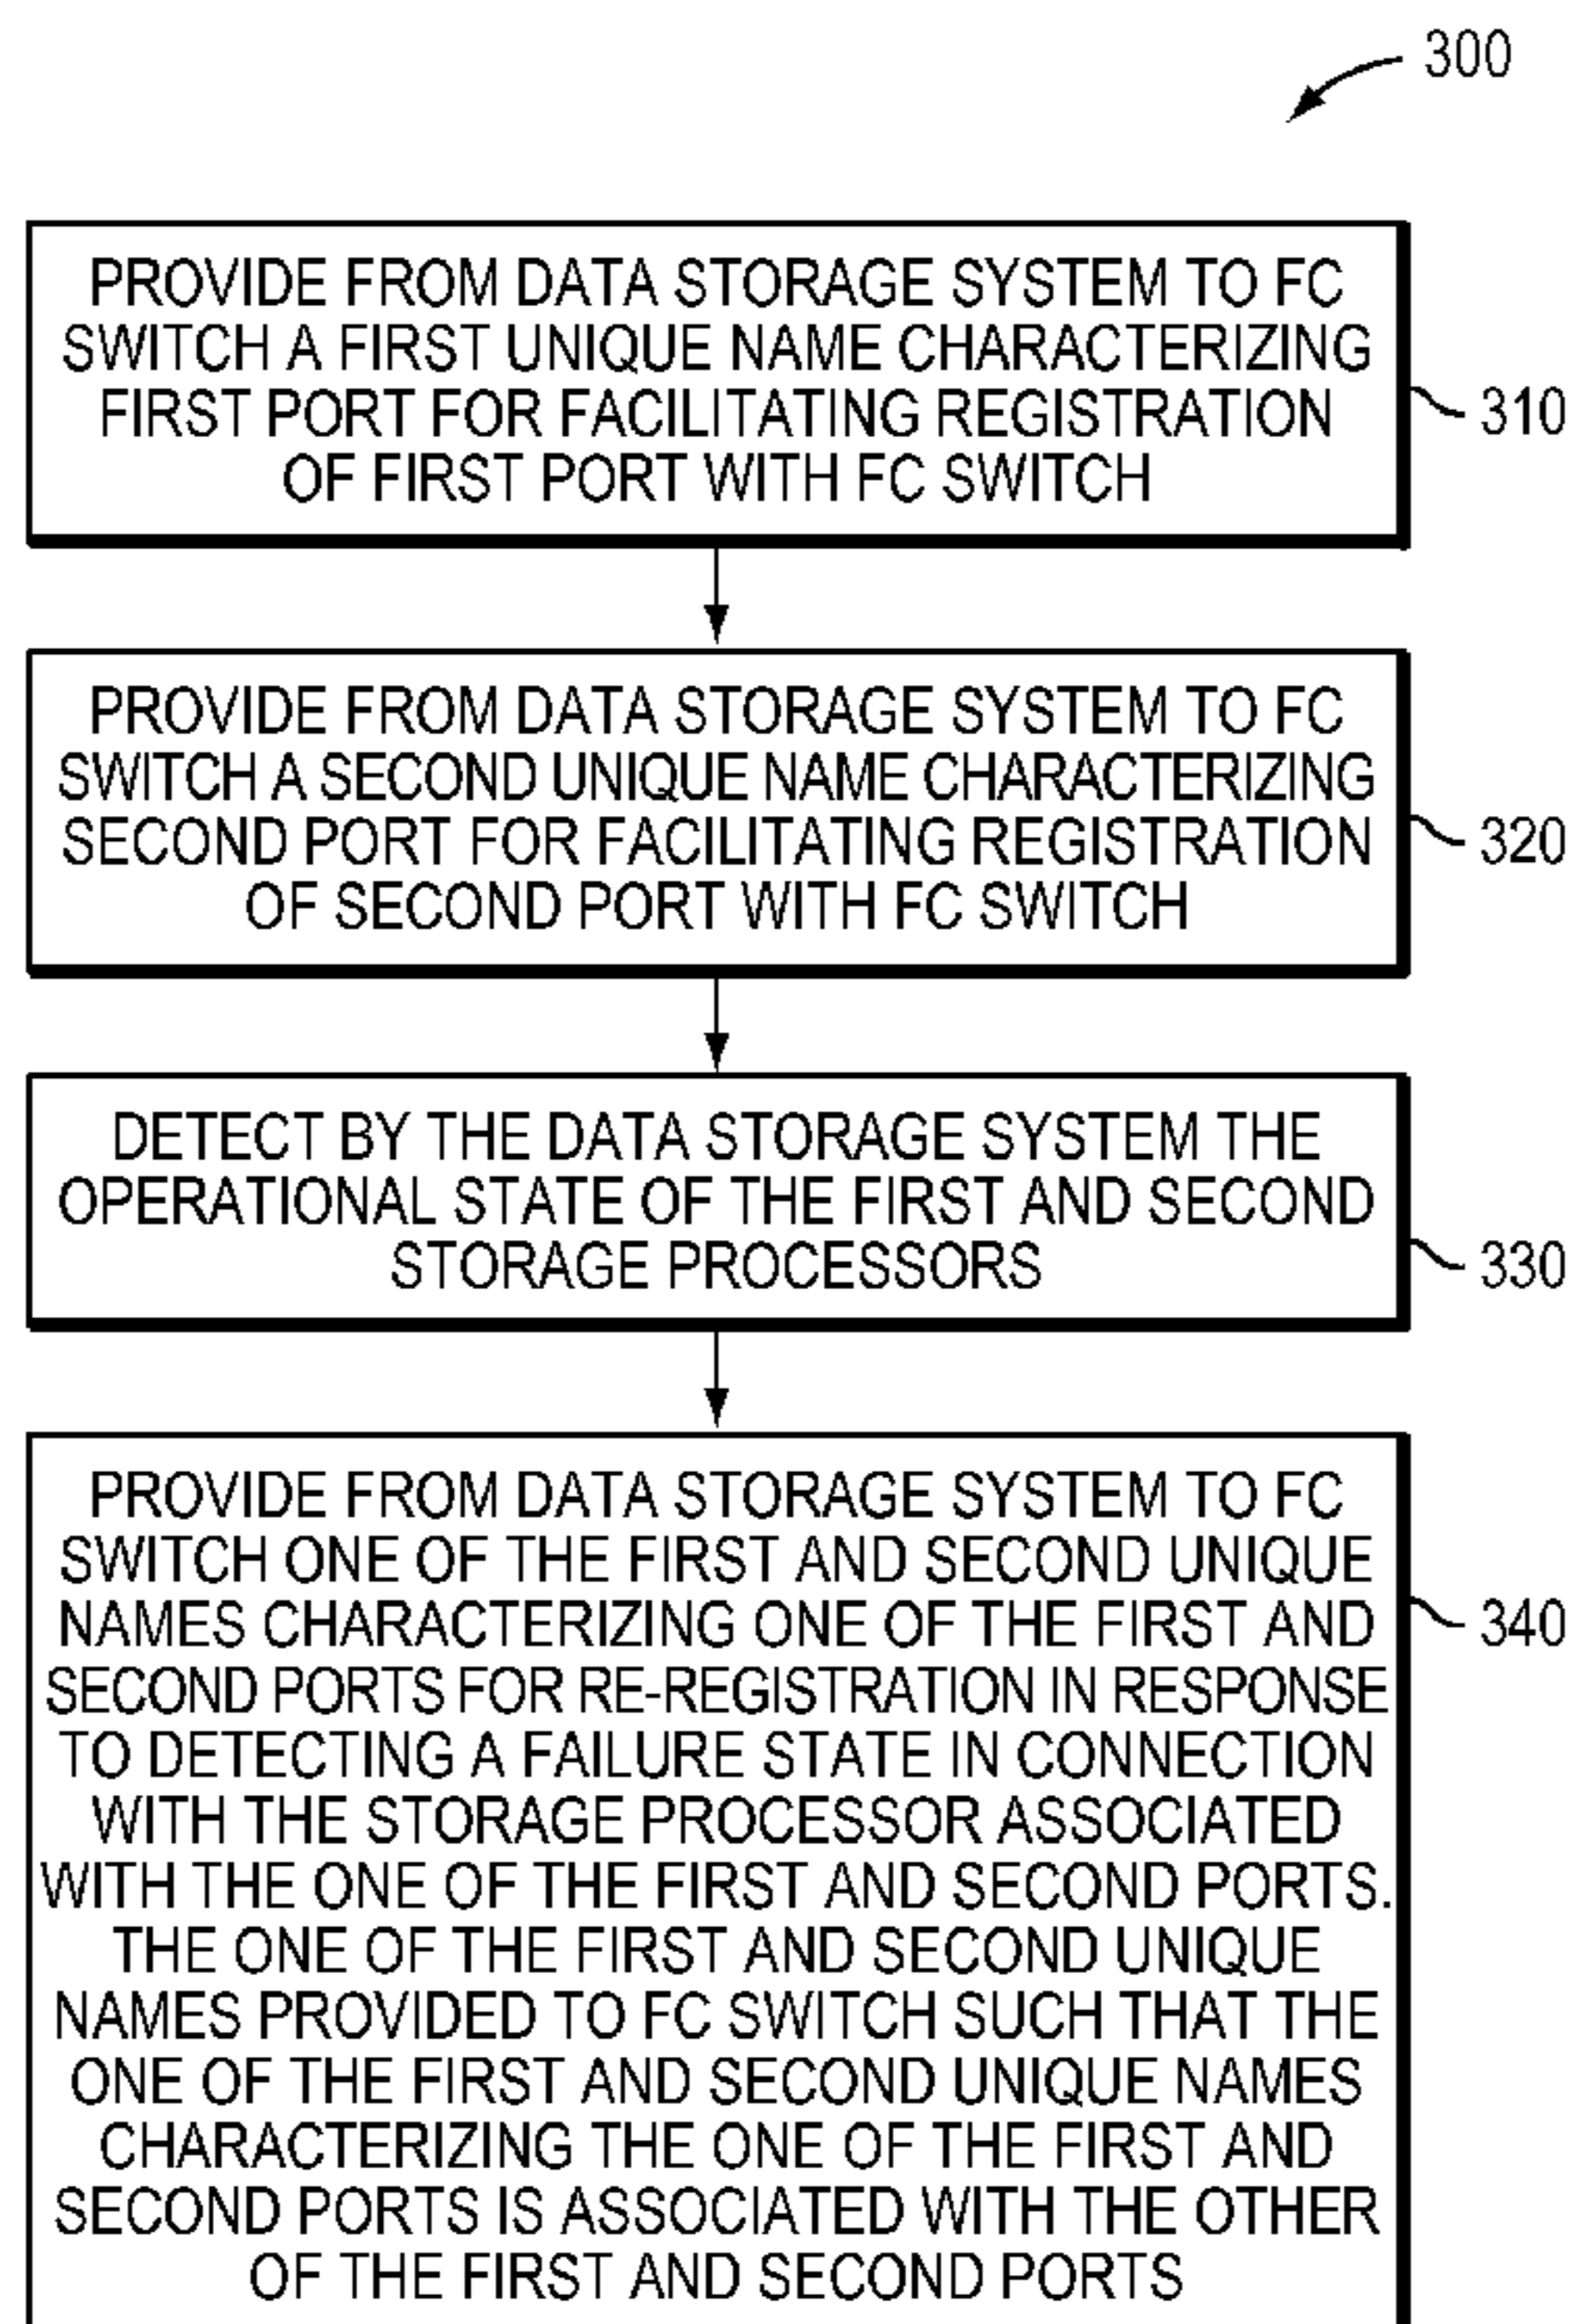 300
PROVIDE FROM DATA STORAGE SYSTEM TO FC
SWITCH A FIRST UNIQUE NAME CHARACTERIZING
FIRST PORT FOR FACILITATING REGISTRATION
OF FIRST PORT WITH FC SWITCH
310
PROVIDE FROM DATA STORAGE SYSTEM TO FC
SWITCH A SECOND UNIQUE NAME CHARACTERIZING
SECOND PORT FOR FACILITATING REGISTRATION
OF SECOND PORT WITH FC SWITCH
320
DETECT BY THE DATA STORAGE SYSTEM THE
OPERATIONAL STATE OF THE FIRST AND SECOND
STORAGE PROCESSORS
330
PROVIDE FROM DATA STORAGE SYSTEM TO FC
SWITCH ONE OF THE FIRST AND SECOND UNIQUE
NAMES CHARACTERIZING ONE OF THE FIRST AND
SECOND PORTS FOR RE-REGISTRATION IN RESPONSE
TO DETECTING A FAILURE STATE IN CONNECTION
WITH THE STORAGE PROCESSOR ASSOCIATED
WITH THE ONE OF THE FIRST AND SECOND PORTS.
THE ONE OF THE FIRST AND SECOND UNIQUE
NAMES PROVIDED TO FC SWITCH SUCH THAT THE
ONE OF THE FIRST AND SECOND UNIQUE NAMES
CHARACTERIZING THE ONE OF THE FIRST AND
SECOND PORTS IS ASSOCIATED WITH THE OTHER
OF THE FIRST AND SECOND PORTS
340